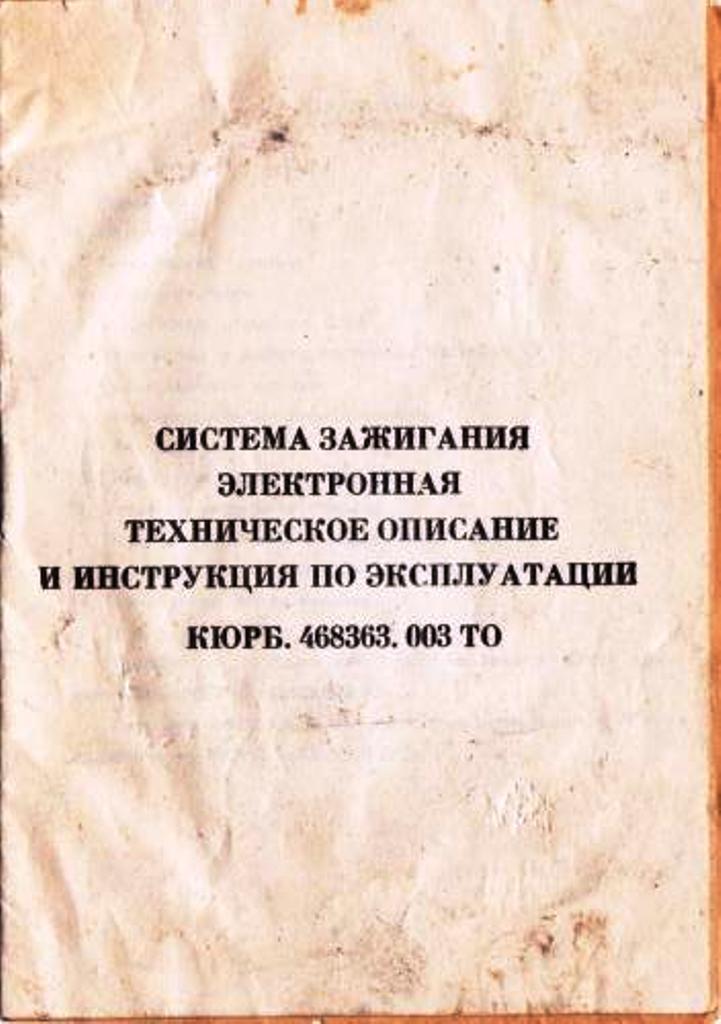 СИСТЕМА ЗАЖИГАНИЯ
ЭЛЕКТРОННАЯ
ТЕХНИЧЕСКОЕ ОПИСАНИЕ
И ИНСТРУКЦИЯ ПО ЭКСПЛУАТАЦИИ
КЮРБ. 468363. 003 ТО